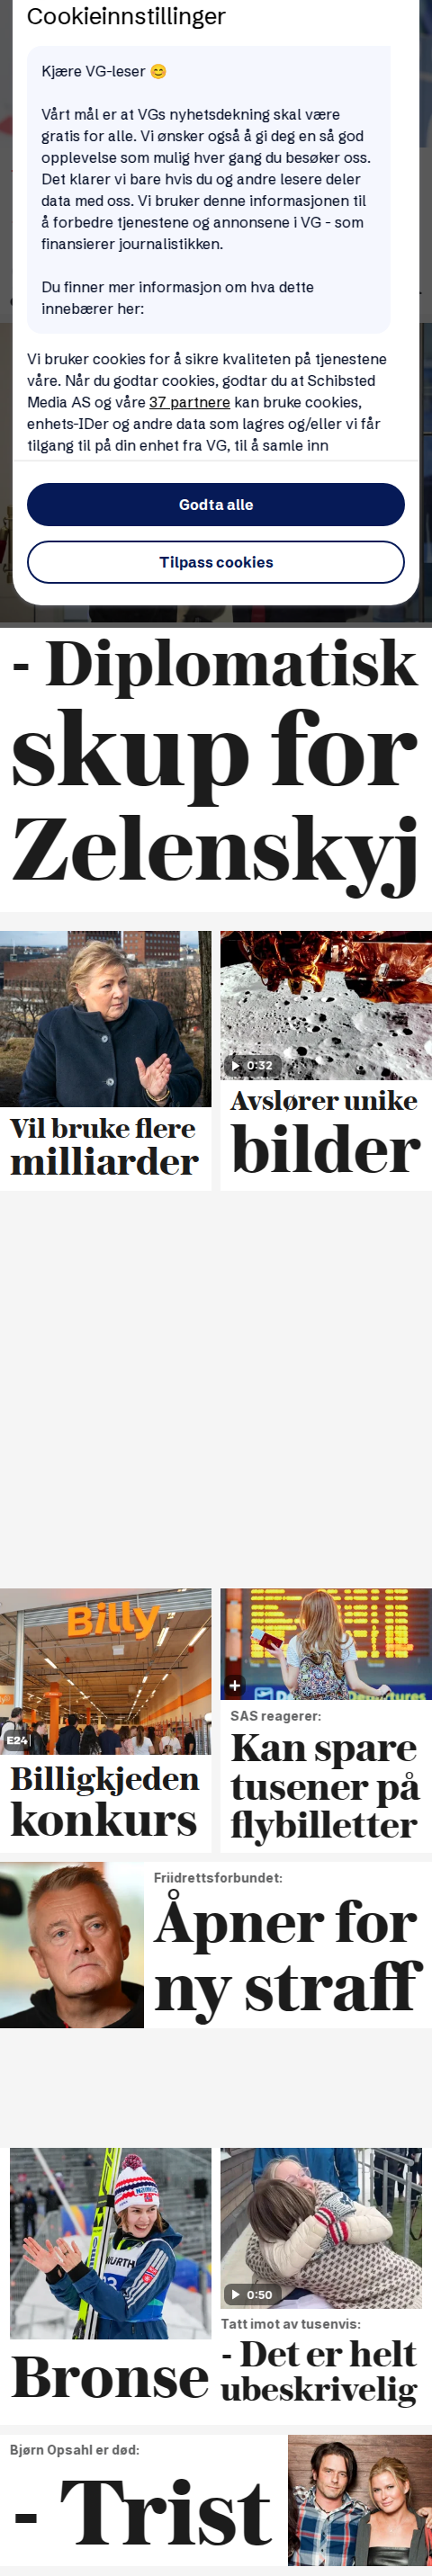 Cookieinnstillinger
Kjære VG-leser 😊
Vårt mål er at VGs nyhetsdekning skal være
gratis for alle. Vi ønsker også å gi deg en så god
opplevelse som mulig hver gang du besøker oss.
Det klarer vi bare hvis du og andre lesere deler
data med oss. Vi bruker denne informasjonen til
å forbedre tjenestene og annonsene i VG - som
finansierer journalistikken.
Du finner mer informasjon om hva dette
innebærer her:
Vi bruker cookies for å sikre kvaliteten på tjenestene
våre. Når du godtar cookies, godtar du at Schibsted
Media AS og våre 37 partnere kan bruke cookies,
enhets-IDer og andre data som lagres og/eller vi får
tilgang til på din enhet fra VG, til å samle inn
Godta alle
Tilpass cookies
- Diplomatisk
skup for
Zelenskyj
Vil bruke flere
milliarder
0:32
Avslører unike
bilder
Billy
E24
Billigkjeden
konkurs
Departures
SAS reagerer:
Kan spare
tusener på
flybilletter
Friidrettsforbundet:
Åpner for
ny straff
WURTH
Bronse
0:50
Tatt imot av tusenvis:
- Det er helt
ubeskrivelig
Bjørn Opsahl er død:
- Trist